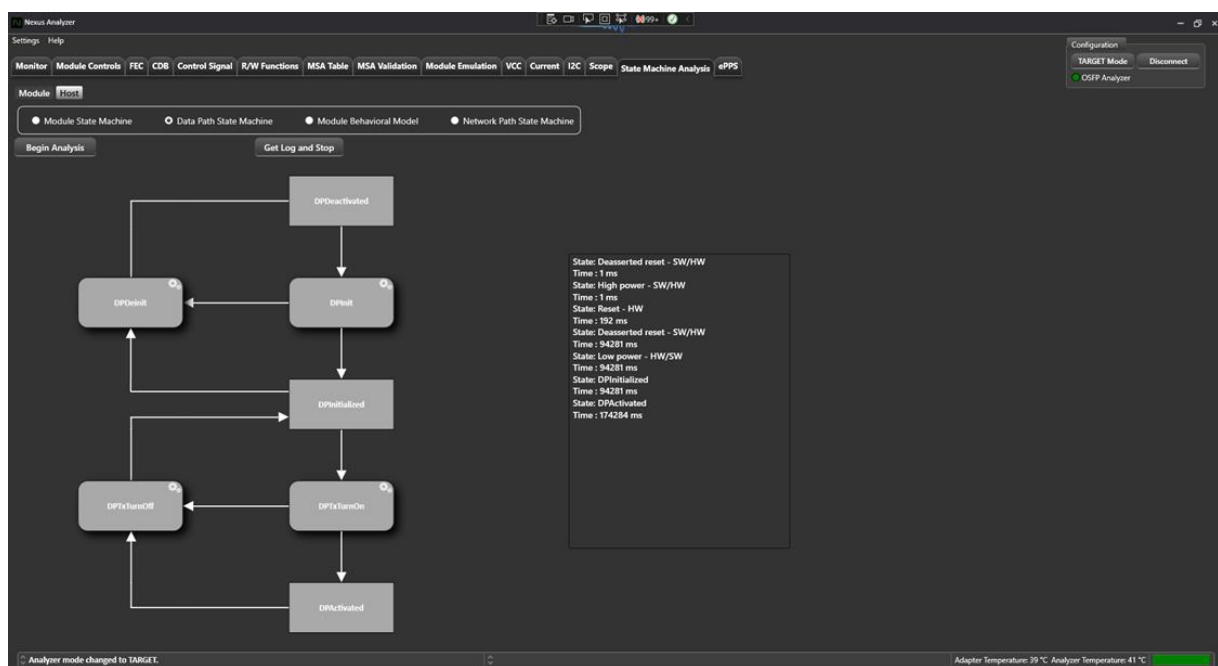 Nexus Analyzer
99+
Settings Help
Configuration
TARGET Mode Disconnect
OSFP Analyzer
Monitor Module Controls FEC CDB Control Signal R/W Functions MSA Table MSA Validation Module Emulation VCC Current I2C Scope State Machine Analysis ePPS
Module Host
Module State Machine Data Path State Machine Module Behavioral Model Network Path State Machine
Begin Analysis Get Log and Stop
DPDeactivated
DPDeinit DPInit
DPInitialized
DPTxTurnOff DPTxTurnOn
DPActivated
State: Deasserted reset - SW/HW
Time : 1 ms
State: High power - SW/HW
Time : 1 ms
State: Reset - HW
Time : 192 ms
State: Deasserted reset - SW/HW
Time : 94281 ms
State: Low power - HW/SW
Time : 94281 ms
State: DPInitialized
Time : 94281 ms
State: DPActivated
Time : 174284 ms
Analyzer mode changed to TARGET.
Adapter Temperature: 39 °C Analyzer Temperature: 41 °C